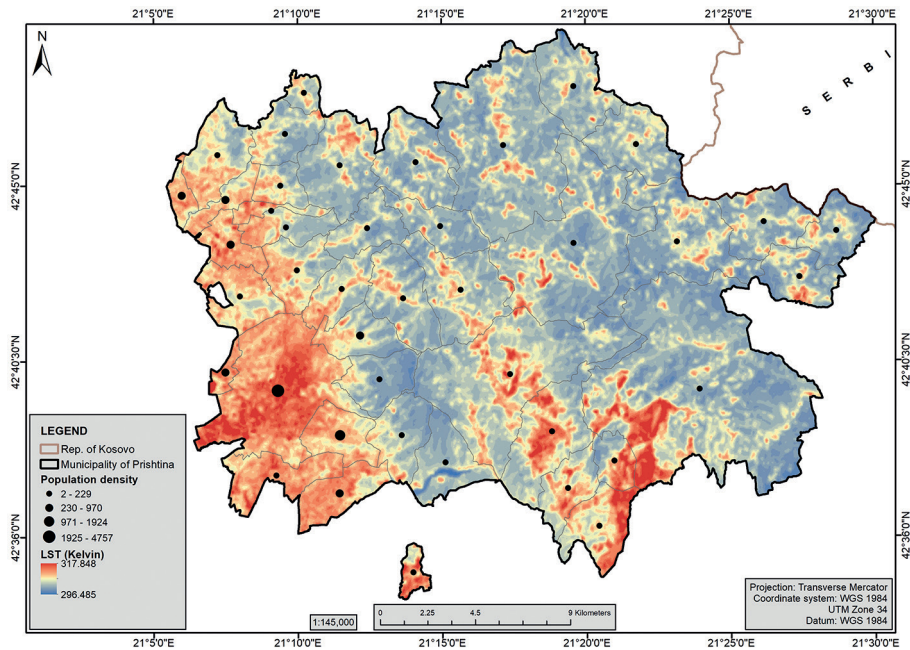 21°5'0"E 21°10'0"E 21°15'0"E 21°20'0"E 21°25'0"E 21°30'0"E
N
S E R B I
42°45'0"N 42°45'0"N
42°40'30"N 42°40'30"N
42°36'0"N 42°36'0"N
LEGEND
Rep. of Kosovo
Municipality of Prishtina
Population density
2 - 229
230 - 970
971 - 1924
1925 - 4757
LST (Kelvin)
317.848
296.485
1:145,000
0 2.25 4.5 9 Kilometers
Projection: Transverse Mercator
Coordinate system: WGS 1984
UTM Zone 34
Datum: WGS 1984
21°5'0"E 21°10'0"E 21°15'0"E 21°20'0"E 21°25'0"E 21°30'0"E